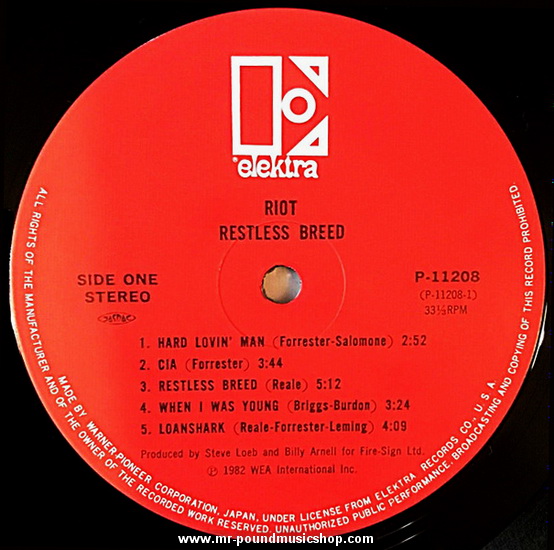 elektra
RIOT
RESTLESS BREED
SIDE ONE
STEREO
P-11208
(P-11208-1)
33⅓RPM
1. HARD LOVIN' MAN (Forrester-Salomone) 2:52
2. CIA (Forrester) 3:44
3. RESTLESS BREED (Reale) 5:12
4. WHEN I WAS YOUNG (Briggs-Burdon) 3:24
5. LOANSHARK (Reale-Forrester-Leming) 4:09
Produced by Steve Loeb and Billy Arnell for Fire-Sign Ltd.
Ⓟ 1982 WEA International Inc.
MADE BY WARNER-PIONEER CORPORATION, JAPAN, UNDER LICENSE FROM ELEKTRA RECORDS CO., U.S.A.
ALL RIGHTS OF THE MANUFACTURER AND OF THE OWNER OF THE RECORDED WORK RESERVED. UNAUTHORIZED PUBLIC PERFORMANCE, BROADCASTING AND COPYING OF THIS RECORD PROHIBITED
www.mr-poundmusicshop.com